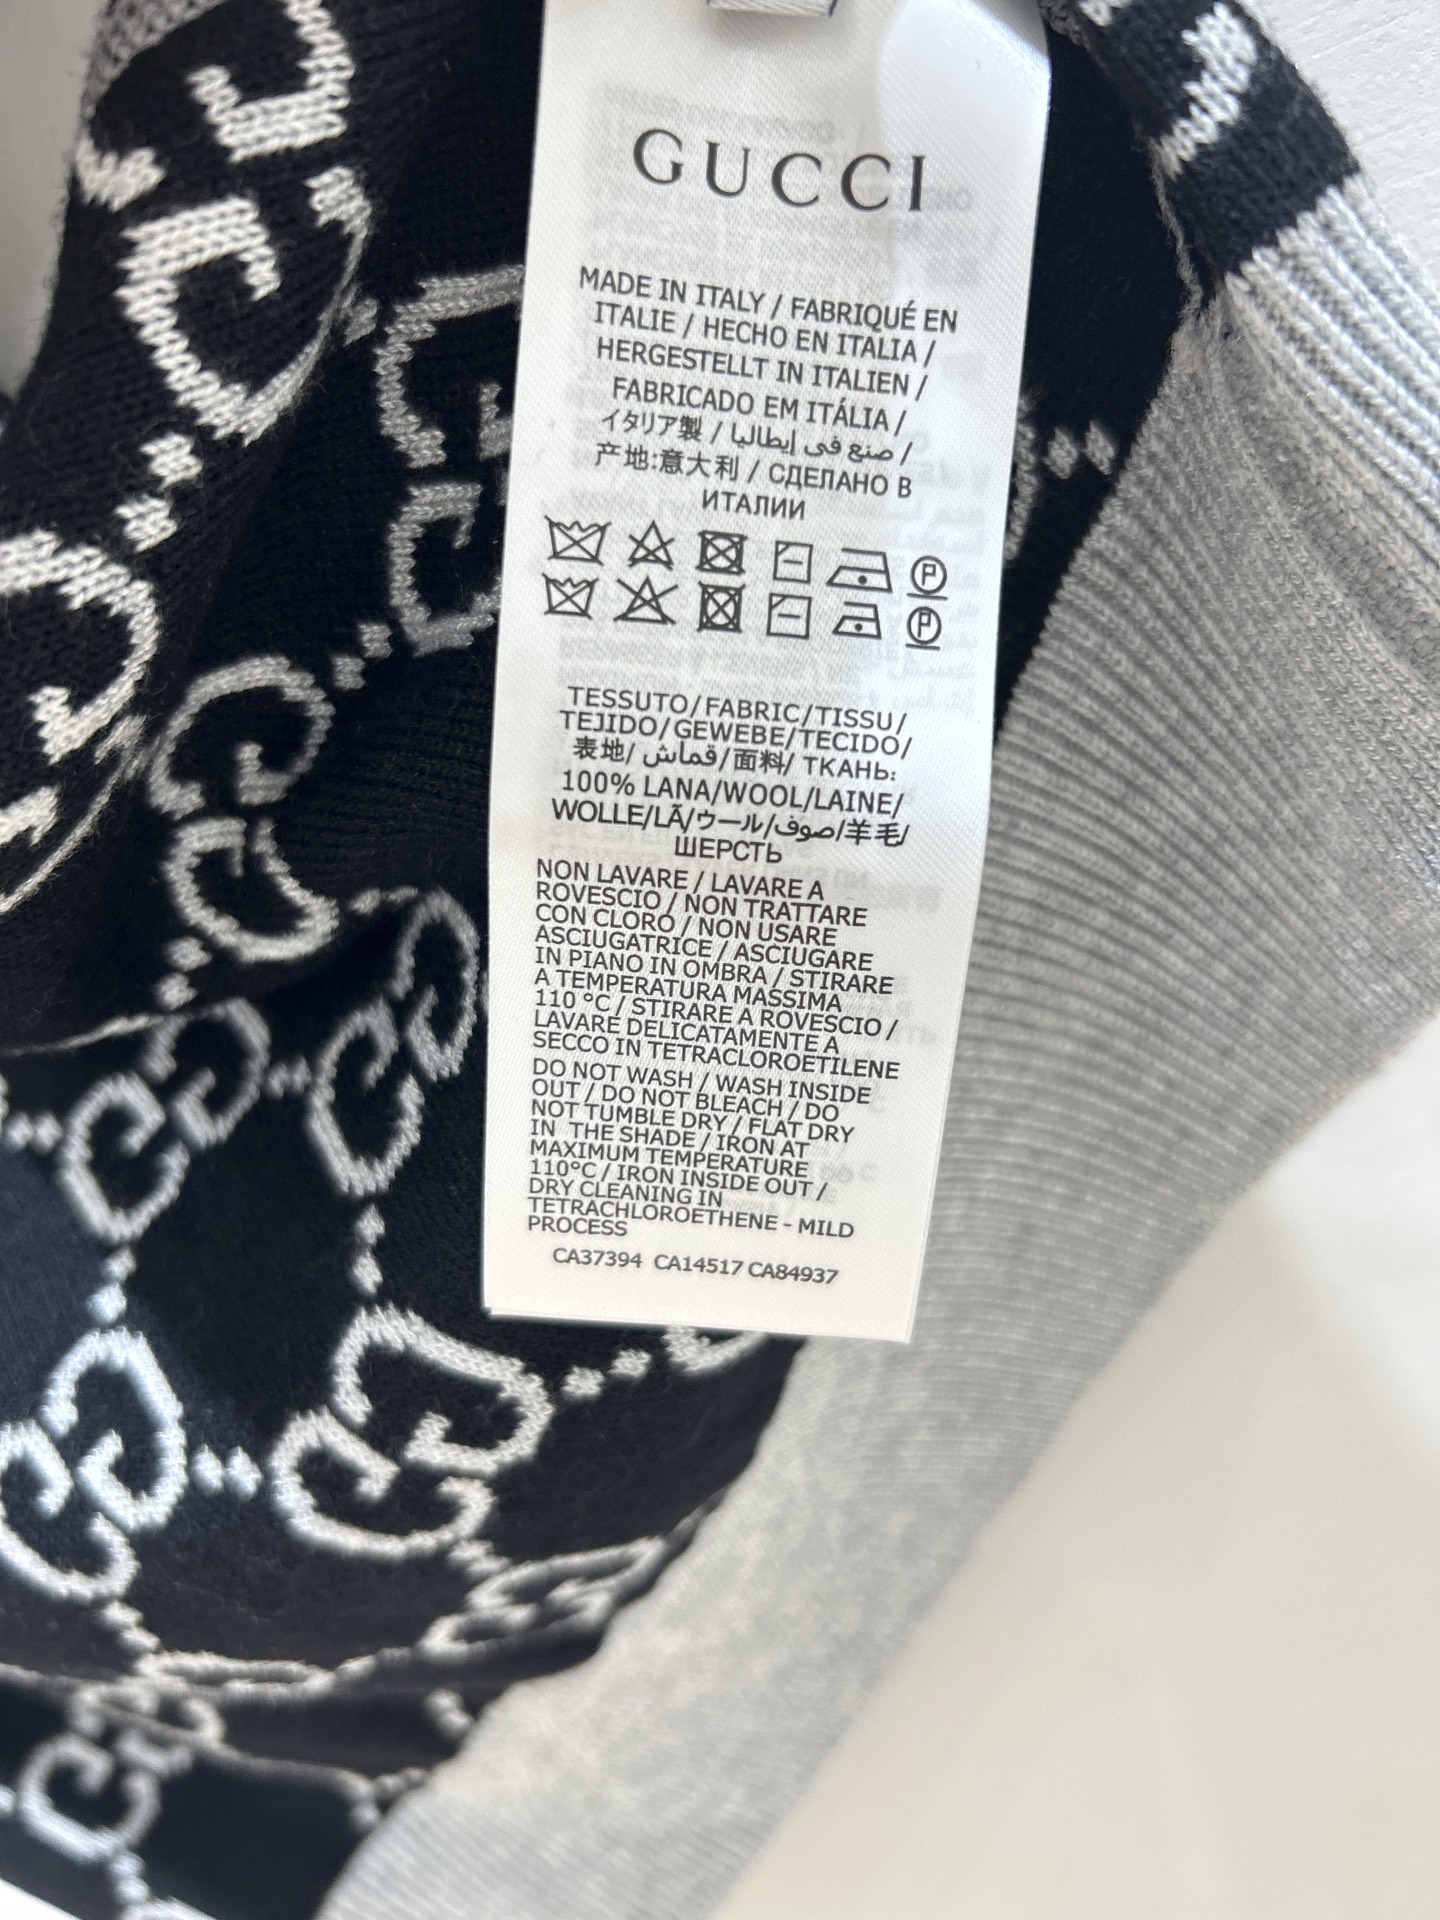 GUCCI
MADE IN ITALY / FABRIQUÉ EN
ITALIE / HECHO EN ITALIA /
HERGESTELLT IN ITALIEN /
FABRICADO EM ITÁLIA /
イタリア製 / صنع في إيطاليا /
产地:意大利 / СДЕЛАНО В
ИТАЛИИ
P
P
TESSUTO/FABRIC/TISSU/
TEJIDO/GEWEBE/TECIDO/
表地/ قماش/面料/ ТКАНЬ:
100% LANA/WOOL/LAINE/
WOLLE/LÃ/ウール/صوف/羊毛/
ШЕРСТЬ
NON LAVARE / LAVARE A
ROVESCIO / NON TRATTARE
CON CLORO / NON USARE
ASCIUGATRICE / ASCIUGARE
IN PIANO IN OMBRA / STIRARE
A TEMPERATURA MASSIMA
110 °C / STIRARE A ROVESCIO /
LAVARE DELICATAMENTE A
SECCO IN TETRACLOROETILENE
DO NOT WASH / WASH INSIDE
OUT / DO NOT BLEACH / DO
NOT TUMBLE DRY / FLAT DRY
IN THE SHADE / IRON AT
MAXIMUM TEMPERATURE
110°C / IRON INSIDE OUT /
DRY CLEANING IN
TETRACHLOROETHENE - MILD
PROCESS
CA37394 CA14517 CA84937